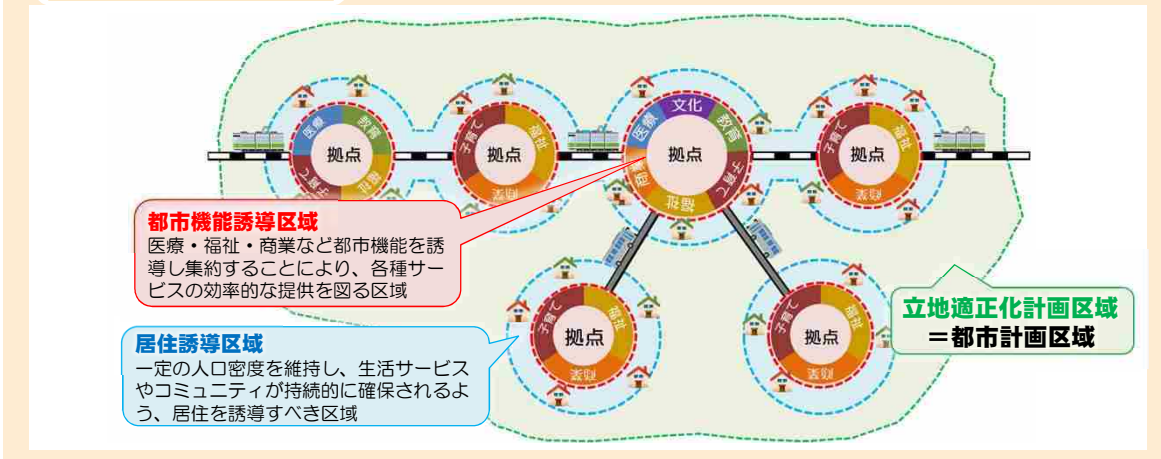 医療
教育
子育て
福祉
拠点
子育て
福祉
商業
拠点
文化
医療
教育
商業
子育て
福祉
拠点
子育て
福祉
商業
拠点
都市機能誘導区域
医療・福祉・商業など都市機能を誘
導し集約することにより、各種サー
ビスの効率的な提供を図る区域
居住誘導区域
一定の人口密度を維持し、生活サービス
やコミュニティが持続的に確保されるよ
う、居住を誘導すべき区域
子育て
福祉
商業
拠点
子育て
福祉
商業
拠点
立地適正化計画区域
＝都市計画区域